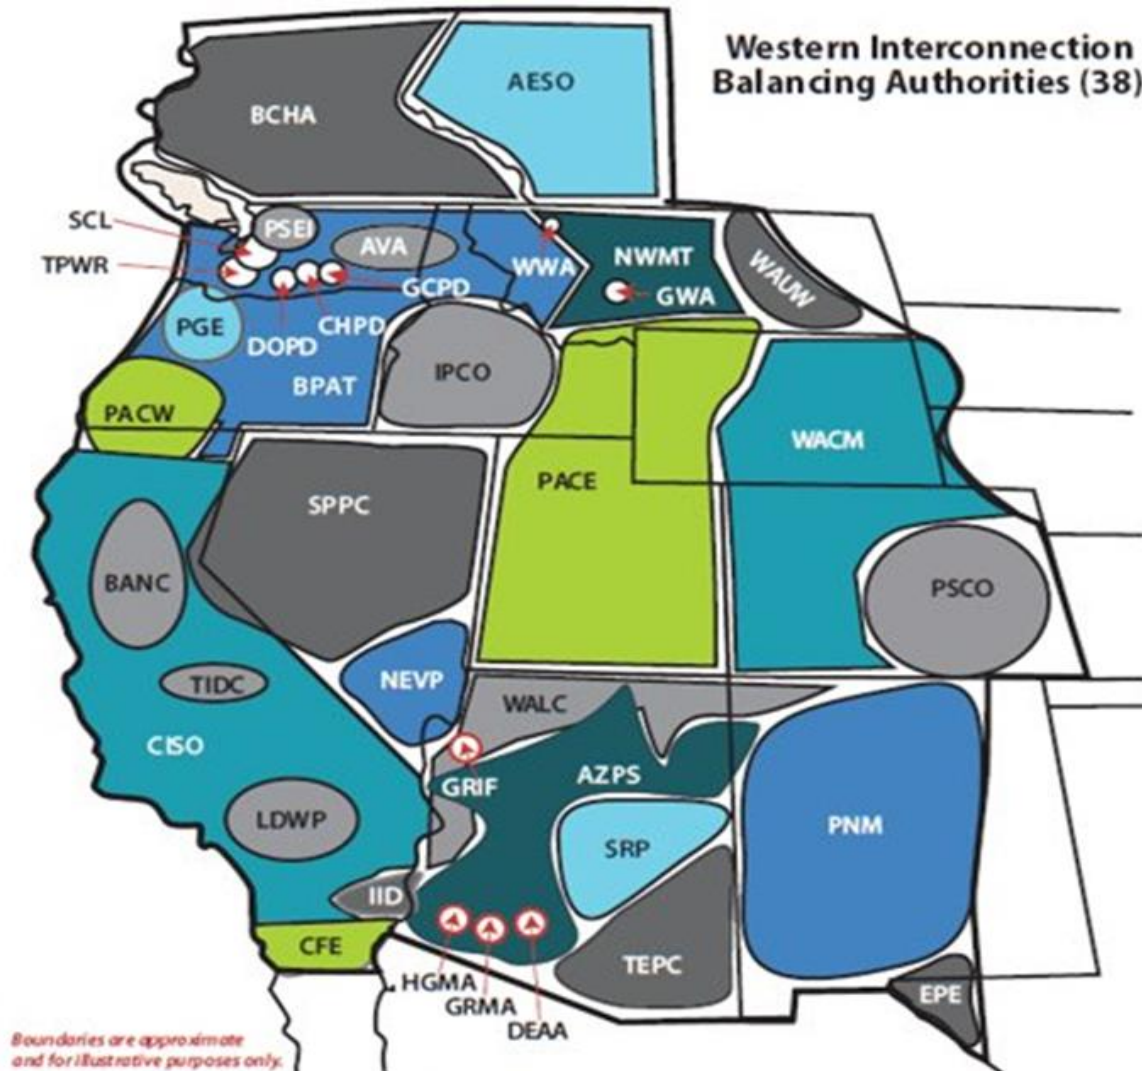 Western Interconnection
Balancing Authorities (38)
AESO
BCHA
SCL
PSEI
AVA
TPWR
WWA
NWMT
WAUW
GCPD
GWA
PGE
CHPD
DOPD
BPAT
IPCO
PACW
WACM
PACE
SPPC
BANC
PSCO
NEVP
TIDC
WALC
CISO
GRIF
AZPS
LDWP
PNM
SRP
IID
CFE
TEPC
HGMA
GRMA
DEAA
EPE
Boundaries are approximate
and for illustrative purposes only.